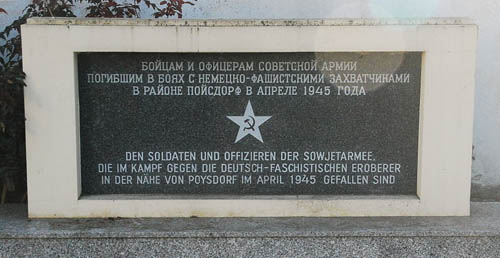 БОЙЦАМ И ОФИЦЕРАМ СОВЕТСКОЙ АРМИИ
ПОГИБШИМ В БОЯХ С НЕМЕЦКО-ФАШИСТСКИМИ ЗАХВАТЧИНАМИ
В РАЙОНЕ ПОЙСДОРФ В АПРЕЛЕ 1945 ГОДА
DEN SOLDATEN UND OFFIZIEREN DER SOWJETARMEE,
DIE IM KAMPF GEGEN DIE DEUTSCH-FASCHISTISCHEN EROBERER
IN DER NÄHE VON POYSDORF IM APRIL 1945 GEFALLEN SIND